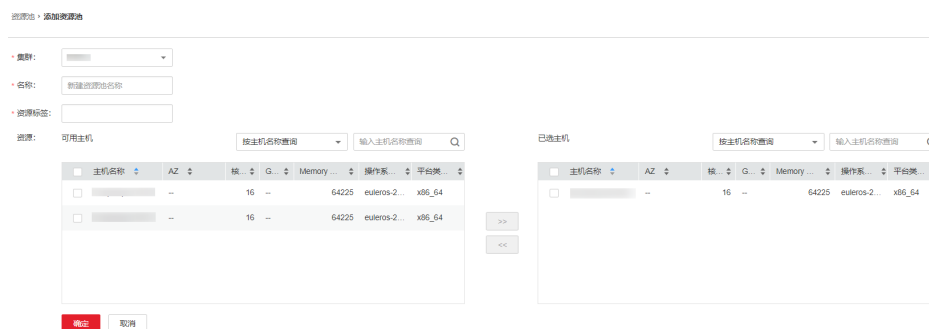 资源池 › 添加资源池
* 集群：
* 名称： 新建资源池名称
* 资源标签：
资源： 可用主机 按主机名称查询 输入主机名称查询 已选主机 按主机名称查询 输入主机名称查询
主机名称 AZ 核... G... Memory ... 操作系... 平台类... 主机名称 AZ 核... G... Memory ... 操作系... 平台类...
-- 16 -- 64225 euleros-2... x86_64 -- 16 -- 64225 euleros-2... x86_64
-- 16 -- 64225 euleros-2... x86_64
>>
<<
确定 取消